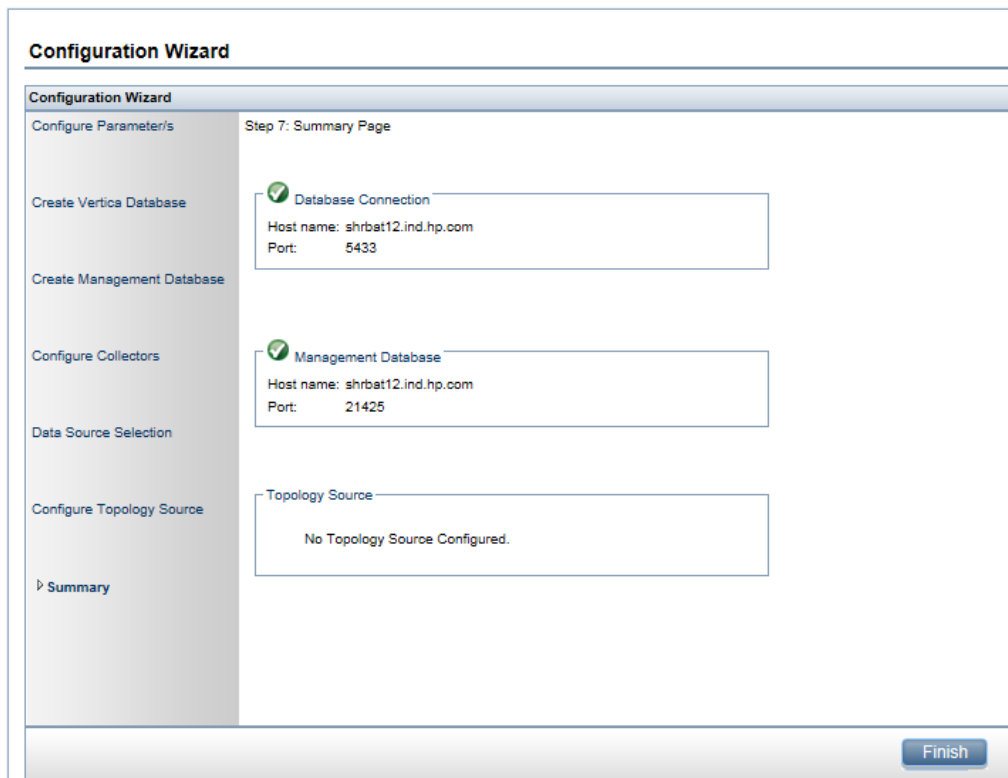 Configuration Wizard
Configuration Wizard
Configure Parameter/s
Create Vertica Database
Create Management Database
Configure Collectors
Data Source Selection
Configure Topology Source
Summary
Step 7: Summary Page
Database Connection
Host name: shrbat12.ind.hp.com
Port: 5433
Management Database
Host name: shrbat12.ind.hp.com
Port: 21425
Topology Source
No Topology Source Configured.
Finish